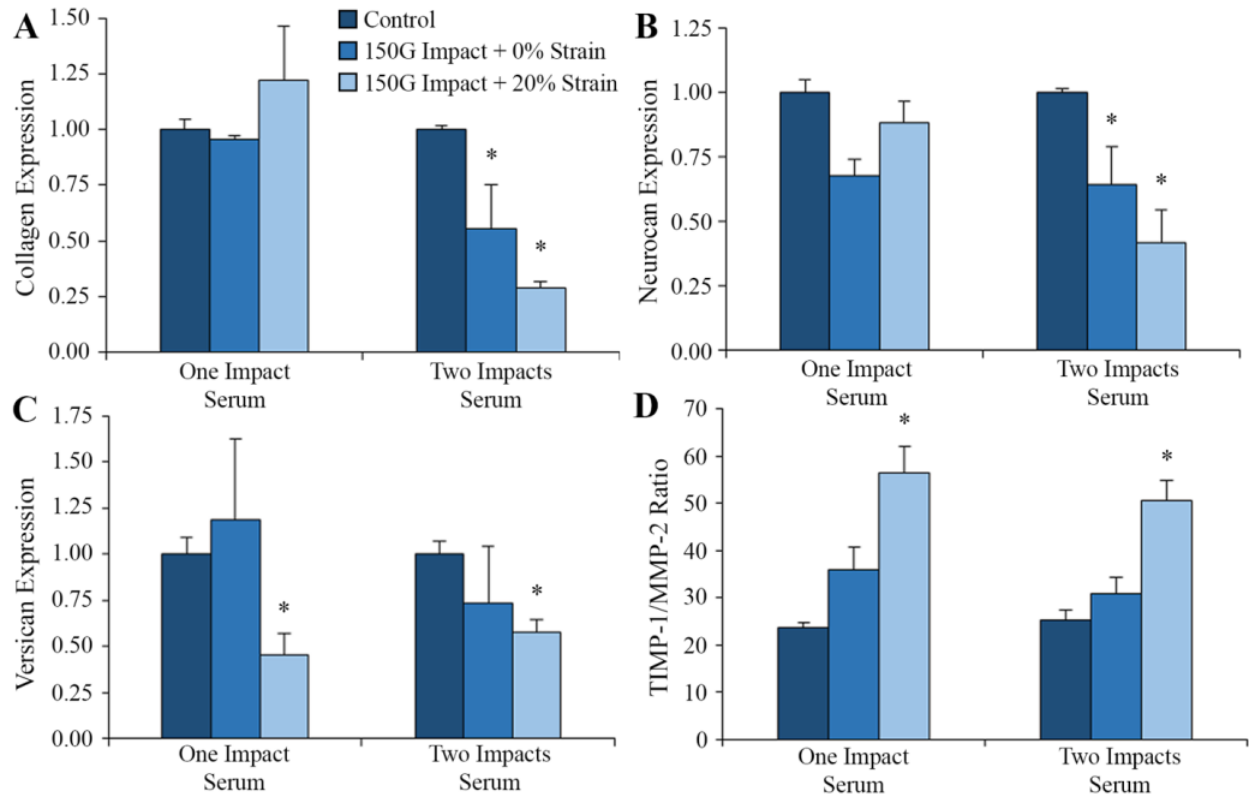 A
Collagen Expression
1.50
1.25
1.00
0.75
0.50
0.25
0.00
Control
150G Impact + 0% Strain
150G Impact + 20% Strain
*
*
One Impact
Serum
Two Impacts
Serum
B
Neurocan Expression
1.25
1.00
0.75
0.50
0.25
0.00
*
*
One Impact
Serum
Two Impacts
Serum
C
Versican Expression
1.75
1.50
1.25
1.00
0.75
0.50
0.25
0.00
*
*
One Impact
Serum
Two Impacts
Serum
D
TIMP-1/MMP-2 Ratio
70
60
50
40
30
20
10
0
*
*
One Impact
Serum
Two Impacts
Serum